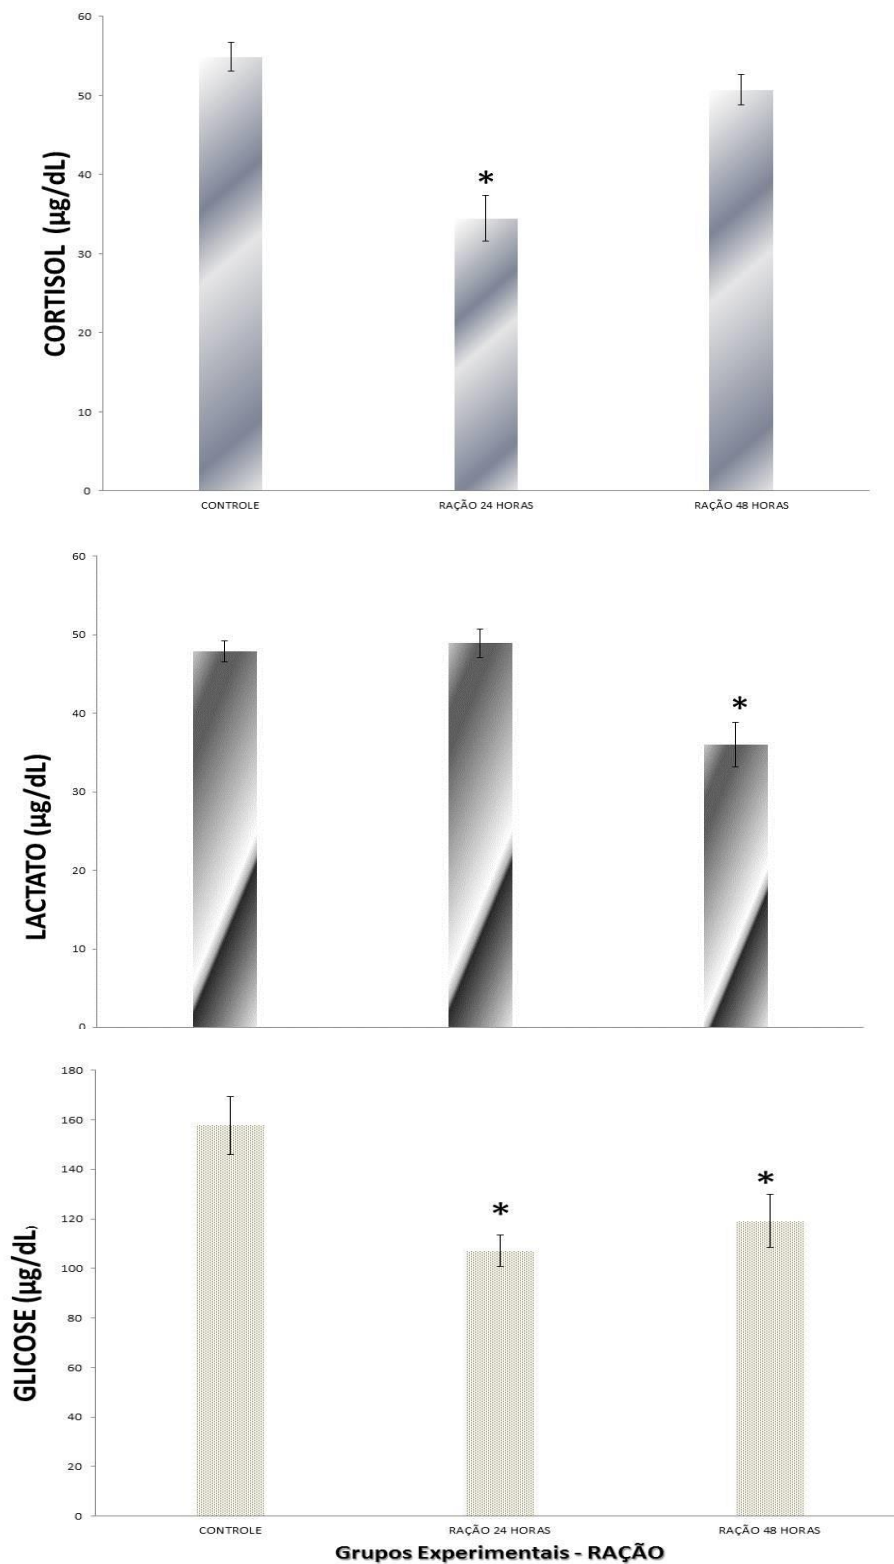 60
50
40
30
20
10
0
CORTISOL (µg/dL)
*
CONTROLE
RAÇÃO 24 HORAS
RAÇÃO 48 HORAS
60
50
40
30
20
10
0
LACTATO (µg/dL)
*
180
160
140
120
100
80
60
40
20
0
GLICOSE (µg/dL)
*
*
CONTROLE
RAÇÃO 24 HORAS
RAÇÃO 48 HORAS
Grupos Experimentais - RAÇÃO